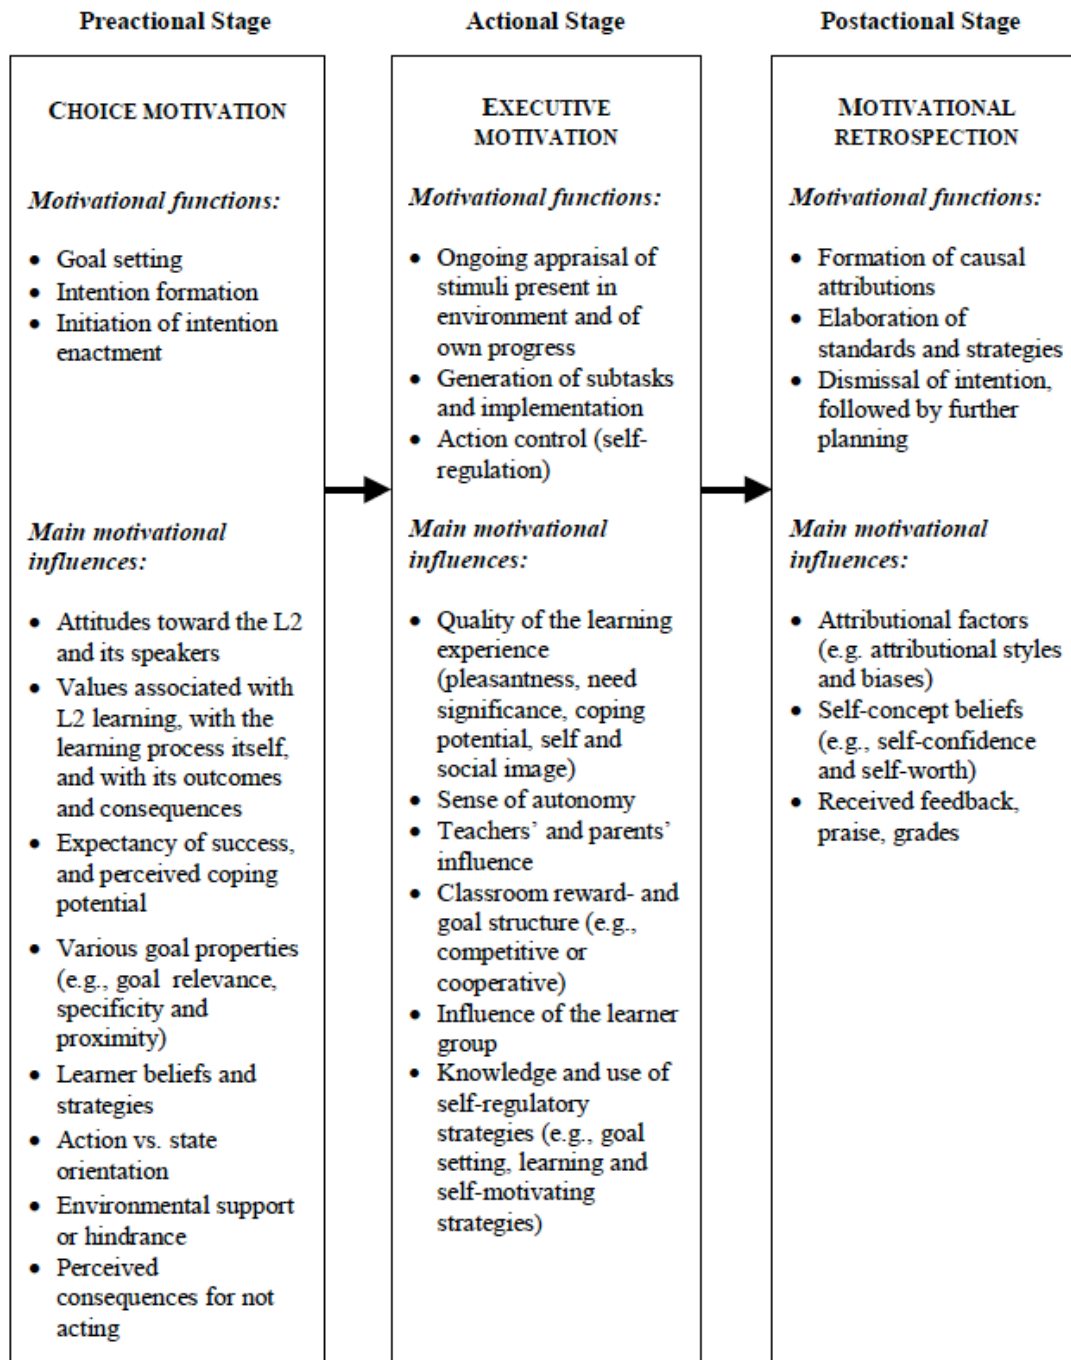 Preactional Stage
CHOICE MOTIVATION
Motivational functions:
• Goal setting
• Intention formation
• Initiation of intention
enactment
Main motivational
influences:
• Attitudes toward the L2
and its speakers
• Values associated with
L2 learning, with the
learning process itself,
and with its outcomes
and consequences
• Expectancy of success,
and perceived coping
potential
• Various goal properties
(e.g., goal relevance,
specificity and
proximity)
• Learner beliefs and
strategies
• Action vs. state
orientation
• Environmental support
or hindrance
• Perceived
consequences for not
acting
Actional Stage
EXECUTIVE
MOTIVATION
Motivational functions:
• Ongoing appraisal of
stimuli present in
environment and of
own progress
• Generation of subtasks
and implementation
• Action control (self-
regulation)
Main motivational
influences:
• Quality of the learning
experience
(pleasantness, need
significance, coping
potential, self and
social image)
• Sense of autonomy
• Teachers’ and parents’
influence
• Classroom reward- and
goal structure (e.g.,
competitive or
cooperative)
• Influence of the learner
group
• Knowledge and use of
self-regulatory
strategies (e.g., goal
setting, learning and
self-motivating
strategies)
Postactional Stage
MOTIVATIONAL
RETROSPECTION
Motivational functions:
• Formation of causal
attributions
• Elaboration of
standards and strategies
• Dismissal of intention,
followed by further
planning
Main motivational
influences:
• Attributional factors
(e.g. attributional styles
and biases)
• Self-concept beliefs
(e.g., self-confidence
and self-worth)
• Received feedback,
praise, grades